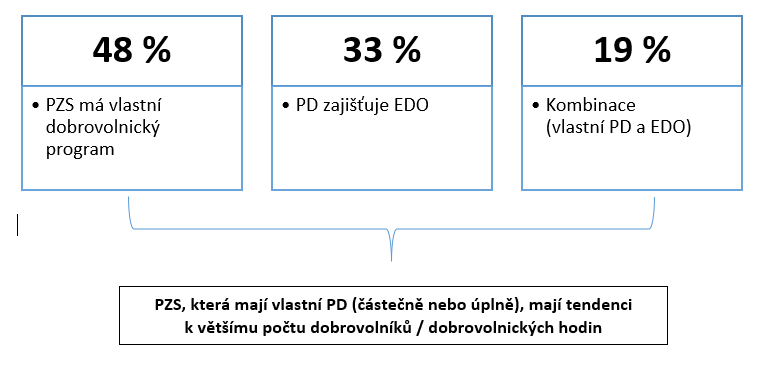 48 %
• PZS má vlastní
dobrovolnický
program
33 %
• PD zajišťuje EDO
19 %
• Kombinace
(vlastní PD a EDO)
PZS, která mají vlastní PD (částečně nebo úplně), mají tendenci
k většímu počtu dobrovolníků / dobrovolnických hodin